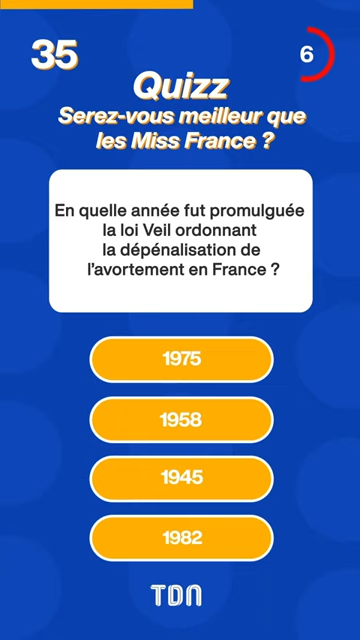 35
6
Quizz
Serez-vous meilleur que
les Miss France ?
En quelle année fut promulguée
la loi Veil ordonnant
la dépénalisation de
l'avortement en France ?
1975
1958
1945
1982
TDN